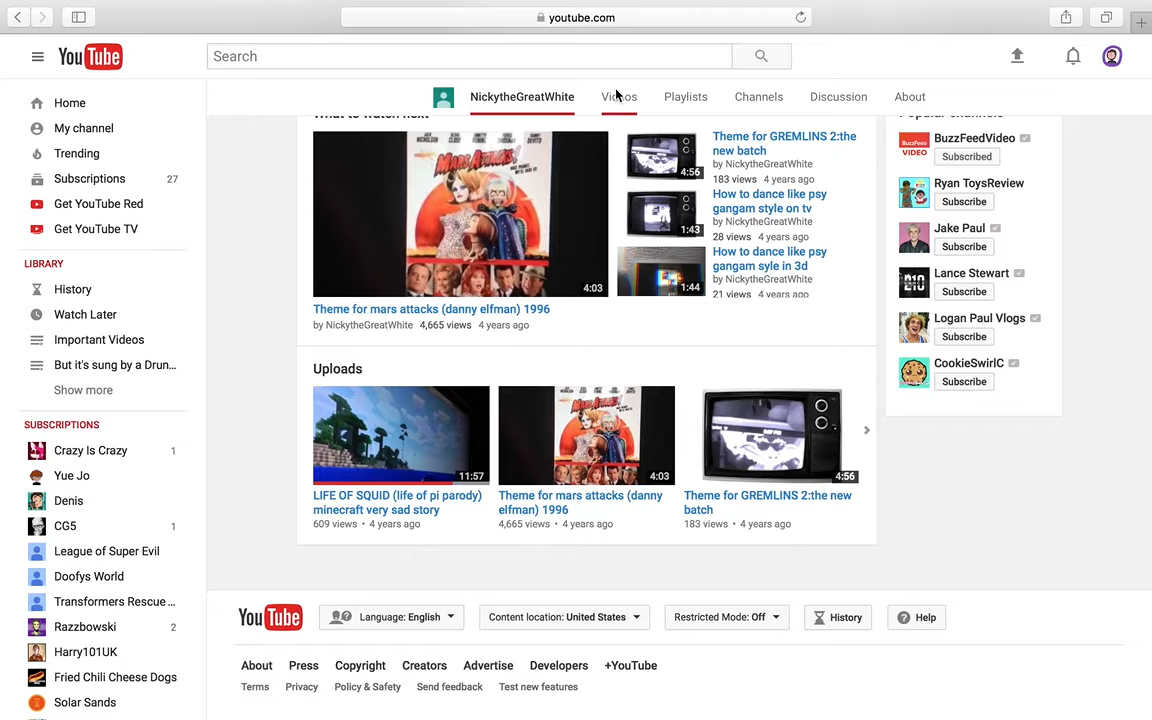 youtube.com
YouTube
Search
NickytheGreatWhite
Videos
Playlists
Channels
Discussion
About
Home
My channel
Trending
Subscriptions 27
Get YouTube Red
Get YouTube TV
LIBRARY
History
Watch Later
Important Videos
But it's sung by a Drun...
Show more
SUBSCRIPTIONS
Crazy Is Crazy 1
Yue Jo
Denis
CG5 1
League of Super Evil
Doofys World
Transformers Rescue ...
Razzbowski 2
Harry101UK
Fried Chili Cheese Dogs
Solar Sands
What to watch next
MARS ATTACKS!
4:03
Theme for mars attacks (danny elfman) 1996
by NickytheGreatWhite 4,665 views 4 years ago
4:56
Theme for GREMLINS 2:the
new batch
by NickytheGreatWhite
183 views 4 years ago
1:43
How to dance like psy
gangam style on tv
by NickytheGreatWhite
28 views 4 years ago
1:44
How to dance like psy
gangam syle in 3d
by NickytheGreatWhite
21 views 4 years ago
Uploads
11:57
LIFE OF SQUID (life of pi parody)
minecraft very sad story
609 views • 4 years ago
4:03
Theme for mars attacks (danny
elfman) 1996
4,665 views • 4 years ago
4:56
Theme for GREMLINS 2:the new
batch
183 views • 4 years ago
Popular channels
BuzzFeed
VIDEO
BuzzFeedVideo
Subscribed
Ryan ToysReview
Subscribe
Jake Paul
Subscribe
Lance Stewart
Subscribe
Logan Paul Vlogs
Subscribe
CookieSwirlC
Subscribe
YouTube
Language: English
Content location: United States
Restricted Mode: Off
History
Help
About
Press
Copyright
Creators
Advertise
Developers
+YouTube
Terms
Privacy
Policy & Safety
Send feedback
Test new features